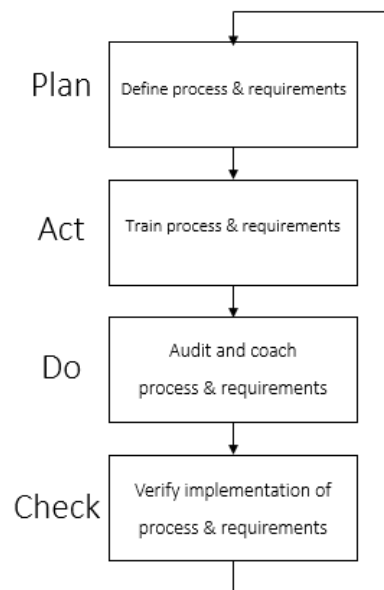 Plan
Define process & requirements
Act
Train process & requirements
Do
Audit and coach
process & requirements
Check
Verify implementation of
process & requirements